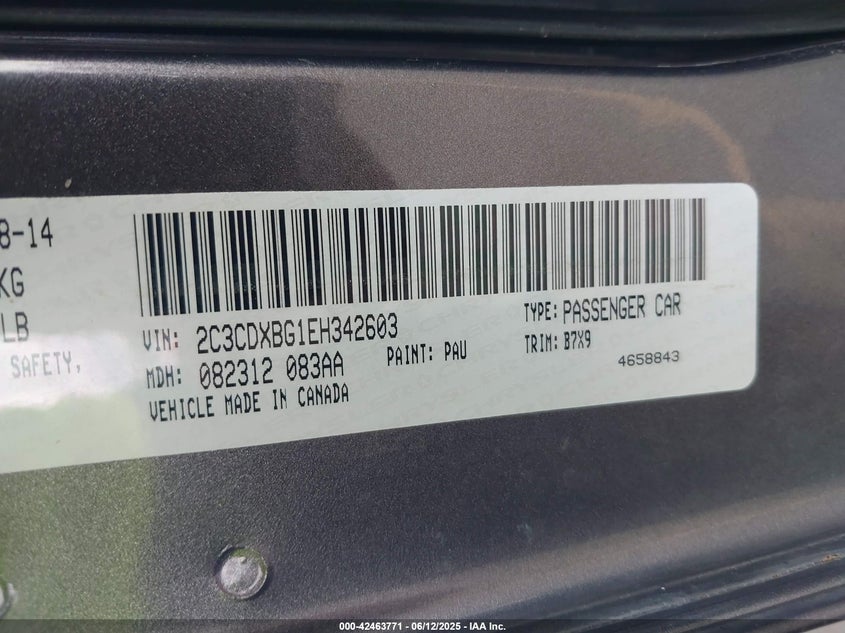 8-14
KG
LB
SAFETY,
VIN: 2C3CDXBG1EH342603
TYPE: PASSENGER CAR
MDH: 082312 083AA
PAINT: PAU
TRIM: B7X9
4658843
VEHICLE MADE IN CANADA
000-42463771 - 06/12/2025 - IAA Inc.